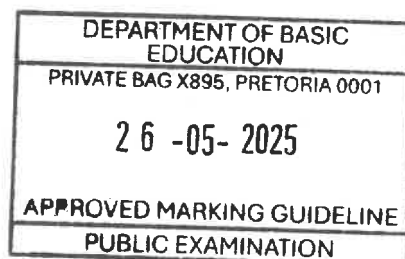 DEPARTMENT OF BASIC
EDUCATION
PRIVATE BAG X895, PRETORIA 0001
26 -05- 2025
APPROVED MARKING GUIDELINE
PUBLIC EXAMINATION